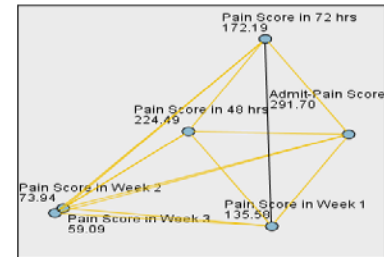 Pain Score in 72 hrs
172.19
Admit-Pain Score
291.70
Pain Score in 48 hrs
224.49
Pain Score in Week 2
73.94
Pain Score in Week 3
59.09
Pain Score in Week 1
135.58